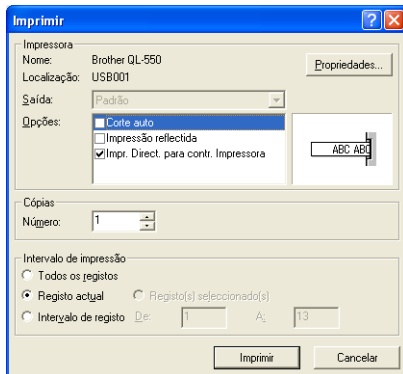 Imprimir
Impressora
Nome: Brother QL-550
Propriedades...
Localização: USB001
Saída: Padrão
Opções: Corte auto
Impressão reflectida
Impr. Direct. para contr. Impressora
ABC ABC
Cópias
Número: 1
Intervalo de impressão
Todos os registos
Registo actual Registo(s) seleccionado(s)
Intervalo de registo De: 1 A: 13
Imprimir Cancelar